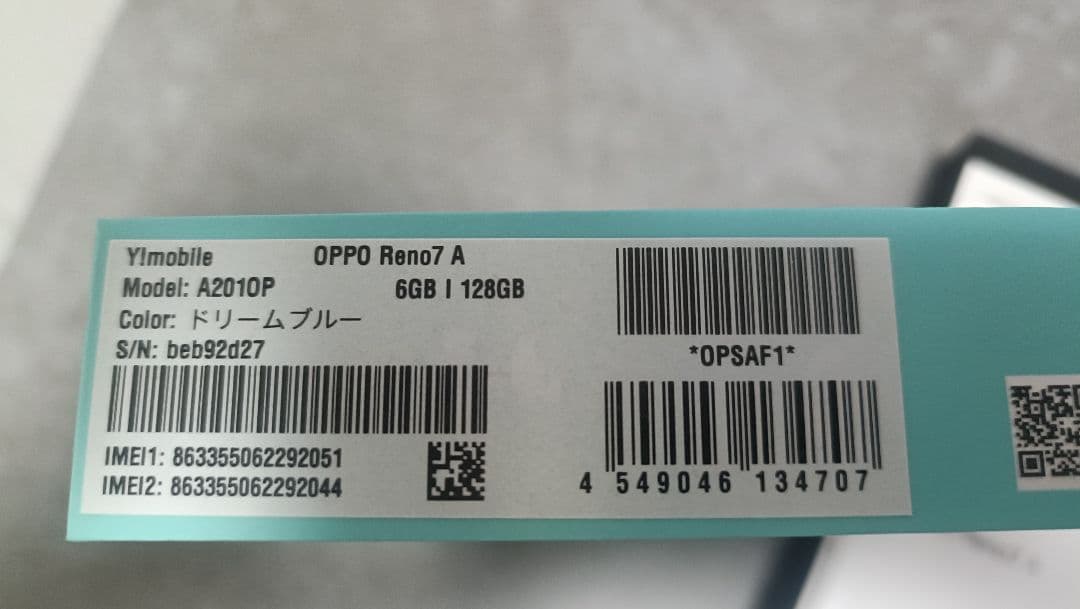 Y!mobile OPPO Reno7 A
Model: A201OP 6GB | 128GB
Color: ドリームブルー
S/N: beb92d27
IMEI1: 863355062292051
IMEI2: 863355062292044
*OPSAF1*
4 549046 134707